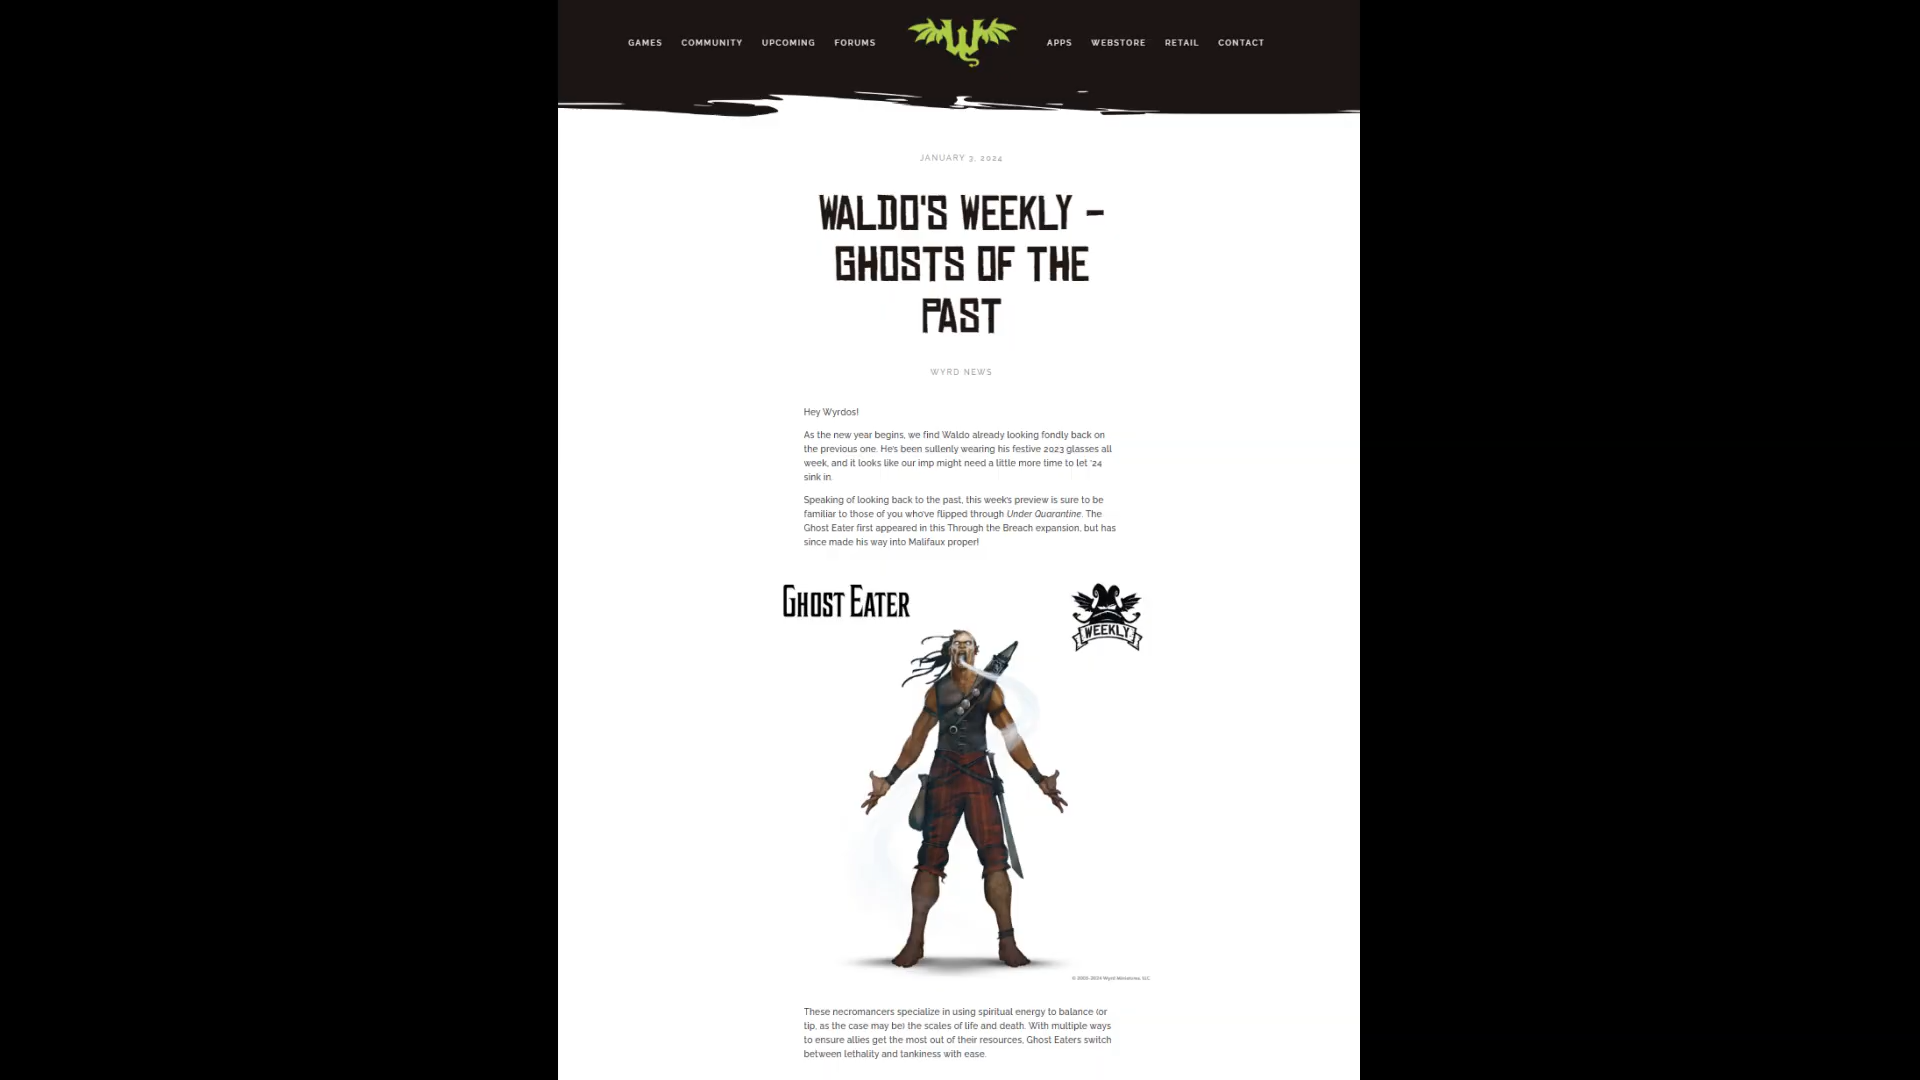 GAMES COMMUNITY UPCOMING FORUMS W APPS WEBSTORE RETAIL CONTACT
JANUARY 3, 2024
WALDO'S WEEKLY -
GHOSTS OF THE
PAST
WYRD NEWS
Hey Wyrdos!
As the new year begins, we find Waldo already looking fondly back on
the previous one. He's been sullenly wearing his festive 2023 glasses all
week, and it looks like our imp might need a little more time to let '24
sink in.
Speaking of looking back to the past, this week's preview is sure to be
familiar to those of you who've flipped through Under Quarantine. The
Ghost Eater first appeared in this Through the Breach expansion, but has
since made his way into Malifaux proper!
GHOST EATER
WEEKLY
© 2005-2024 Wyrd Miniatures, LLC.
These necromancers specialize in using spiritual energy to balance (or
tip, as the case may be) the scales of life and death. With multiple ways
to ensure allies get the most out of their resources, Ghost Eaters switch
between lethality and tankiness with ease.